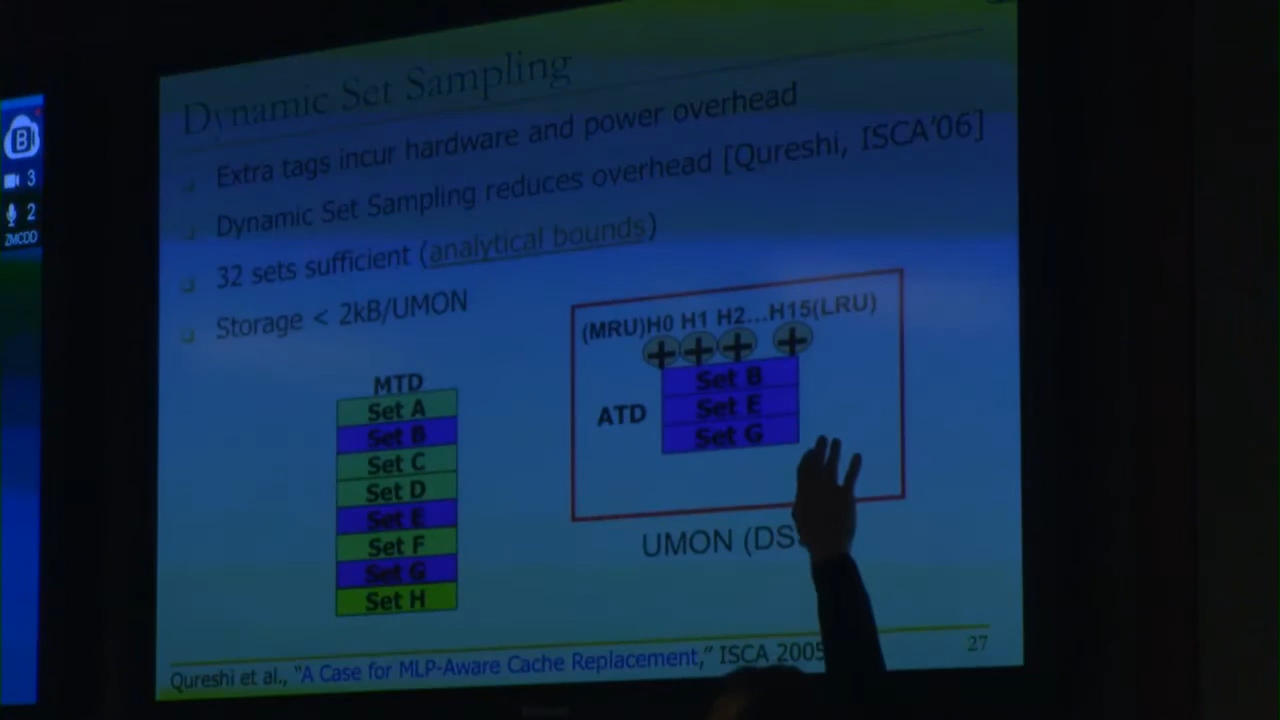 Dynamic Set Sampling
Extra tags incur hardware and power overhead
Dynamic Set Sampling reduces overhead [Qureshi, ISCA'06]
32 sets sufficient (analytical bounds)
Storage < 2kB/UMON
MTD
Set A
Set B
Set C
Set D
Set E
Set F
Set G
Set H
(MRU)H0 H1 H2...H15(LRU)
ATD
Set B
Set E
Set G
UMON (DS
Qureshi et al., "A Case for MLP-Aware Cache Replacement," ISCA 2005
27
B
3
2
ZMCDD